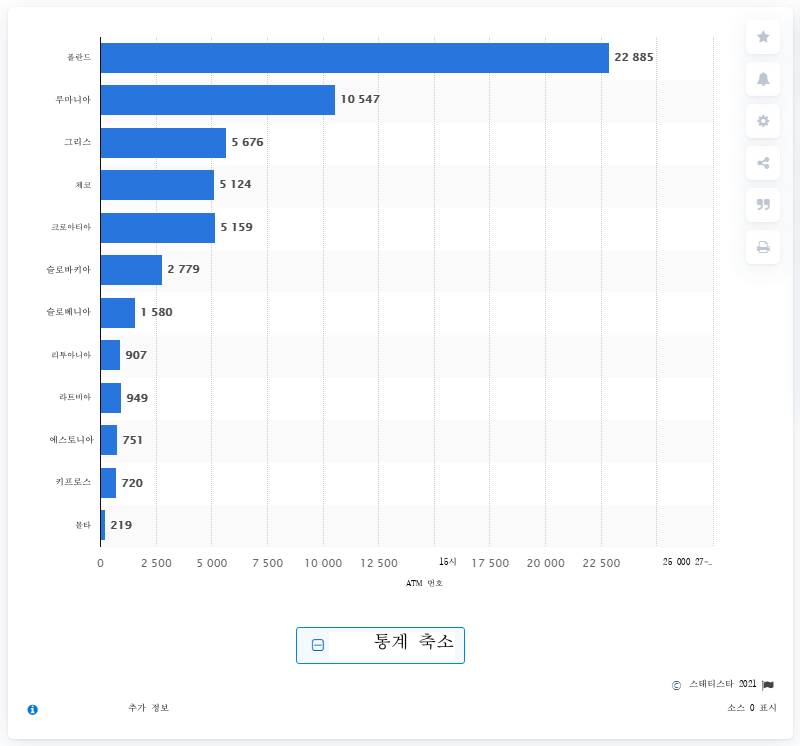 폴란드 22 885
루마니아 10 547
그리스 5 676
체코 5 124
크로아티아 5 159
슬로바키아 2 779
슬로베니아 1 580
리투아니아 907
라트비아 949
에스토니아 751
키프로스 720
몰타 219
0 2 500 5 000 7 500 10 000 12 500 15시 17 500 20 000 22 500 25 000 27-..
ATM 번호
통계 축소
© 스태티스타 2021
추가 정보 소스 0 표시